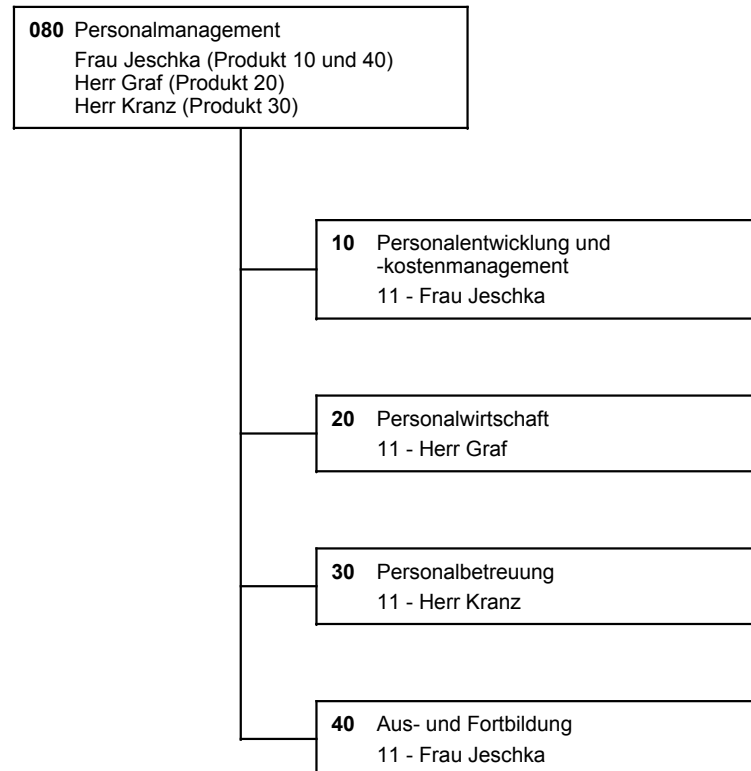 080 Personalmanagement
Frau Jeschka (Produkt 10 und 40)
Herr Graf (Produkt 20)
Herr Kranz (Produkt 30)
10 Personalentwicklung und
-kostenmanagement
11 - Frau Jeschka
20 Personalwirtschaft
11 - Herr Graf
30 Personalbetreuung
11 - Herr Kranz
40 Aus- und Fortbildung
11 - Frau Jeschka